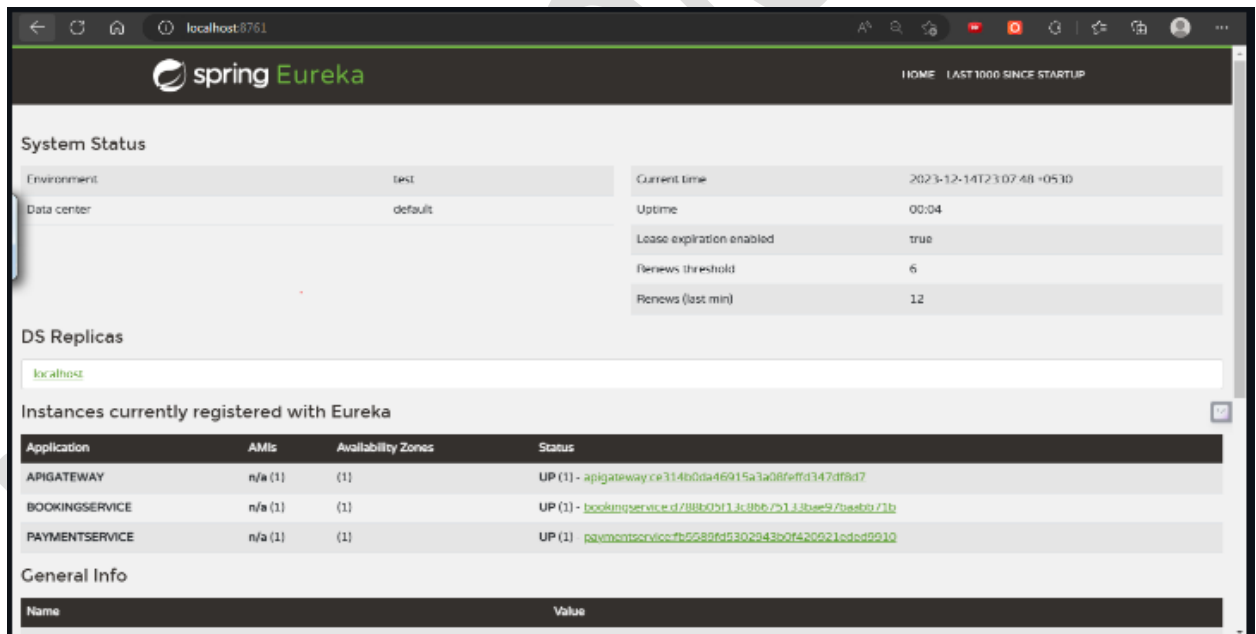 localhost:8761
spring Eureka
HOME LAST 1000 SINCE STARTUP
System Status
Environment test
Data center default
Current time 2023-12-14T23:07:48 +0530
Uptime 00:04
Lease expiration enabled true
Renews threshold 6
Renews (last min) 12
DS Replicas
localhost
Instances currently registered with Eureka
Application AMIs Availability Zones Status
APIGATEWAY n/a (1) (1) UP (1) - apigateway:ce314b0da46915a3a08feffd347df8d7
BOOKINGSERVICE n/a (1) (1) UP (1) - bookingservice:d788b05f13c86675133bae97baabb71b
PAYMENTSERVICE n/a (1) (1) UP (1) - paymentservice:fb5589fd5302943b0f420921eded9910
General Info
Name Value